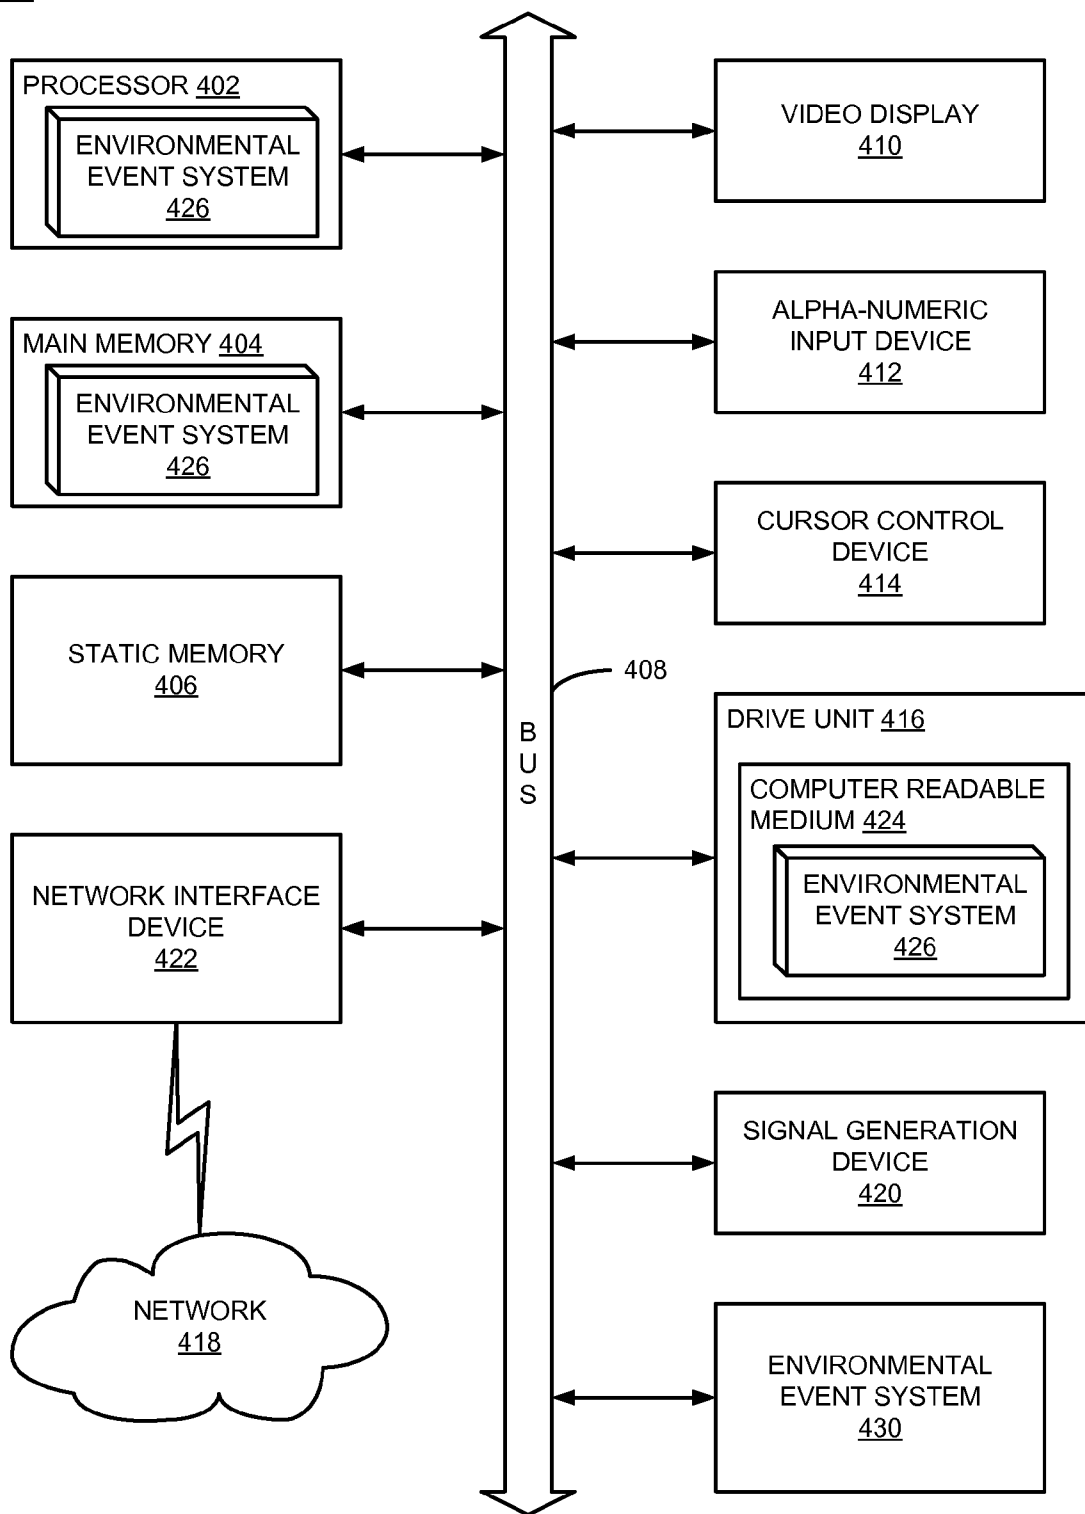 PROCESSOR 402
ENVIRONMENTAL
EVENT SYSTEM
426
MAIN MEMORY 404
ENVIRONMENTAL
EVENT SYSTEM
426
STATIC MEMORY
406
NETWORK INTERFACE
DEVICE
422
NETWORK
418
B
U
S
408
VIDEO DISPLAY
410
ALPHA-NUMERIC
INPUT DEVICE
412
CURSOR CONTROL
DEVICE
414
DRIVE UNIT 416
COMPUTER READABLE
MEDIUM 424
ENVIRONMENTAL
EVENT SYSTEM
426
SIGNAL GENERATION
DEVICE
420
ENVIRONMENTAL
EVENT SYSTEM
430